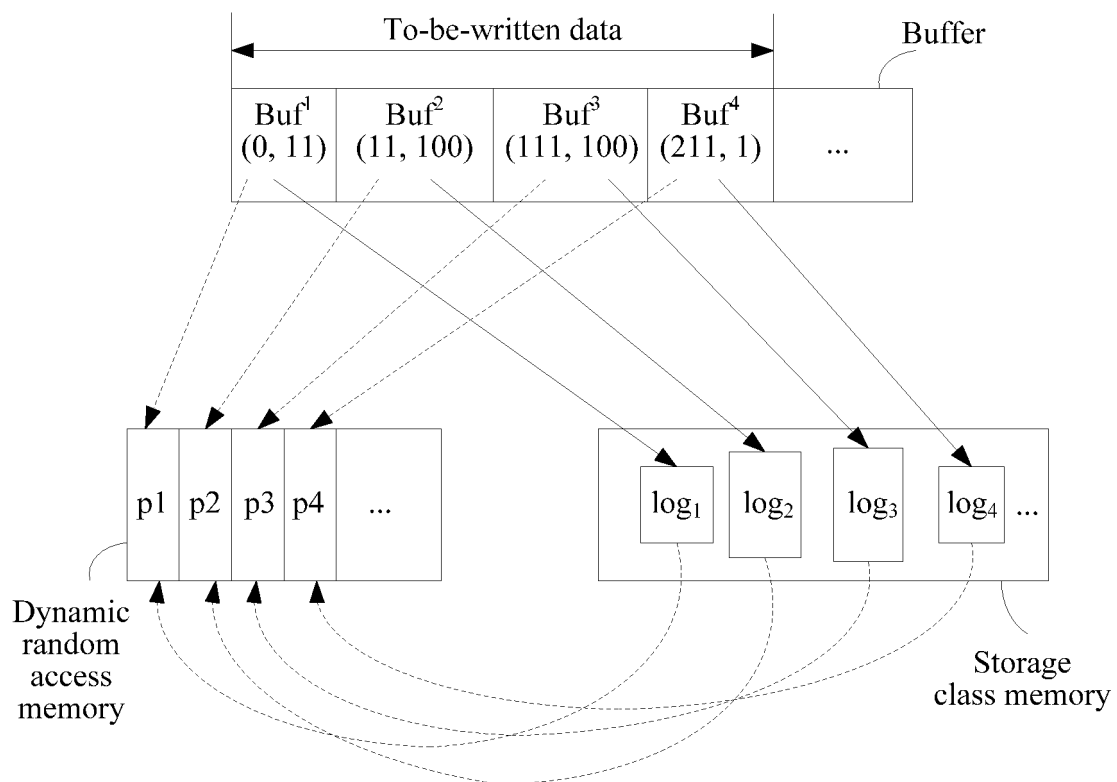 To-be-written data
Buffer
Buf¹ Buf² Buf³ Buf⁴
(0, 11) (11, 100) (111, 100) (211, 1) ...
p1 p2 p3 p4 ...
log₁ log₂ log₃ log₄ ...
Dynamic
random
access
memory
Storage
class memory